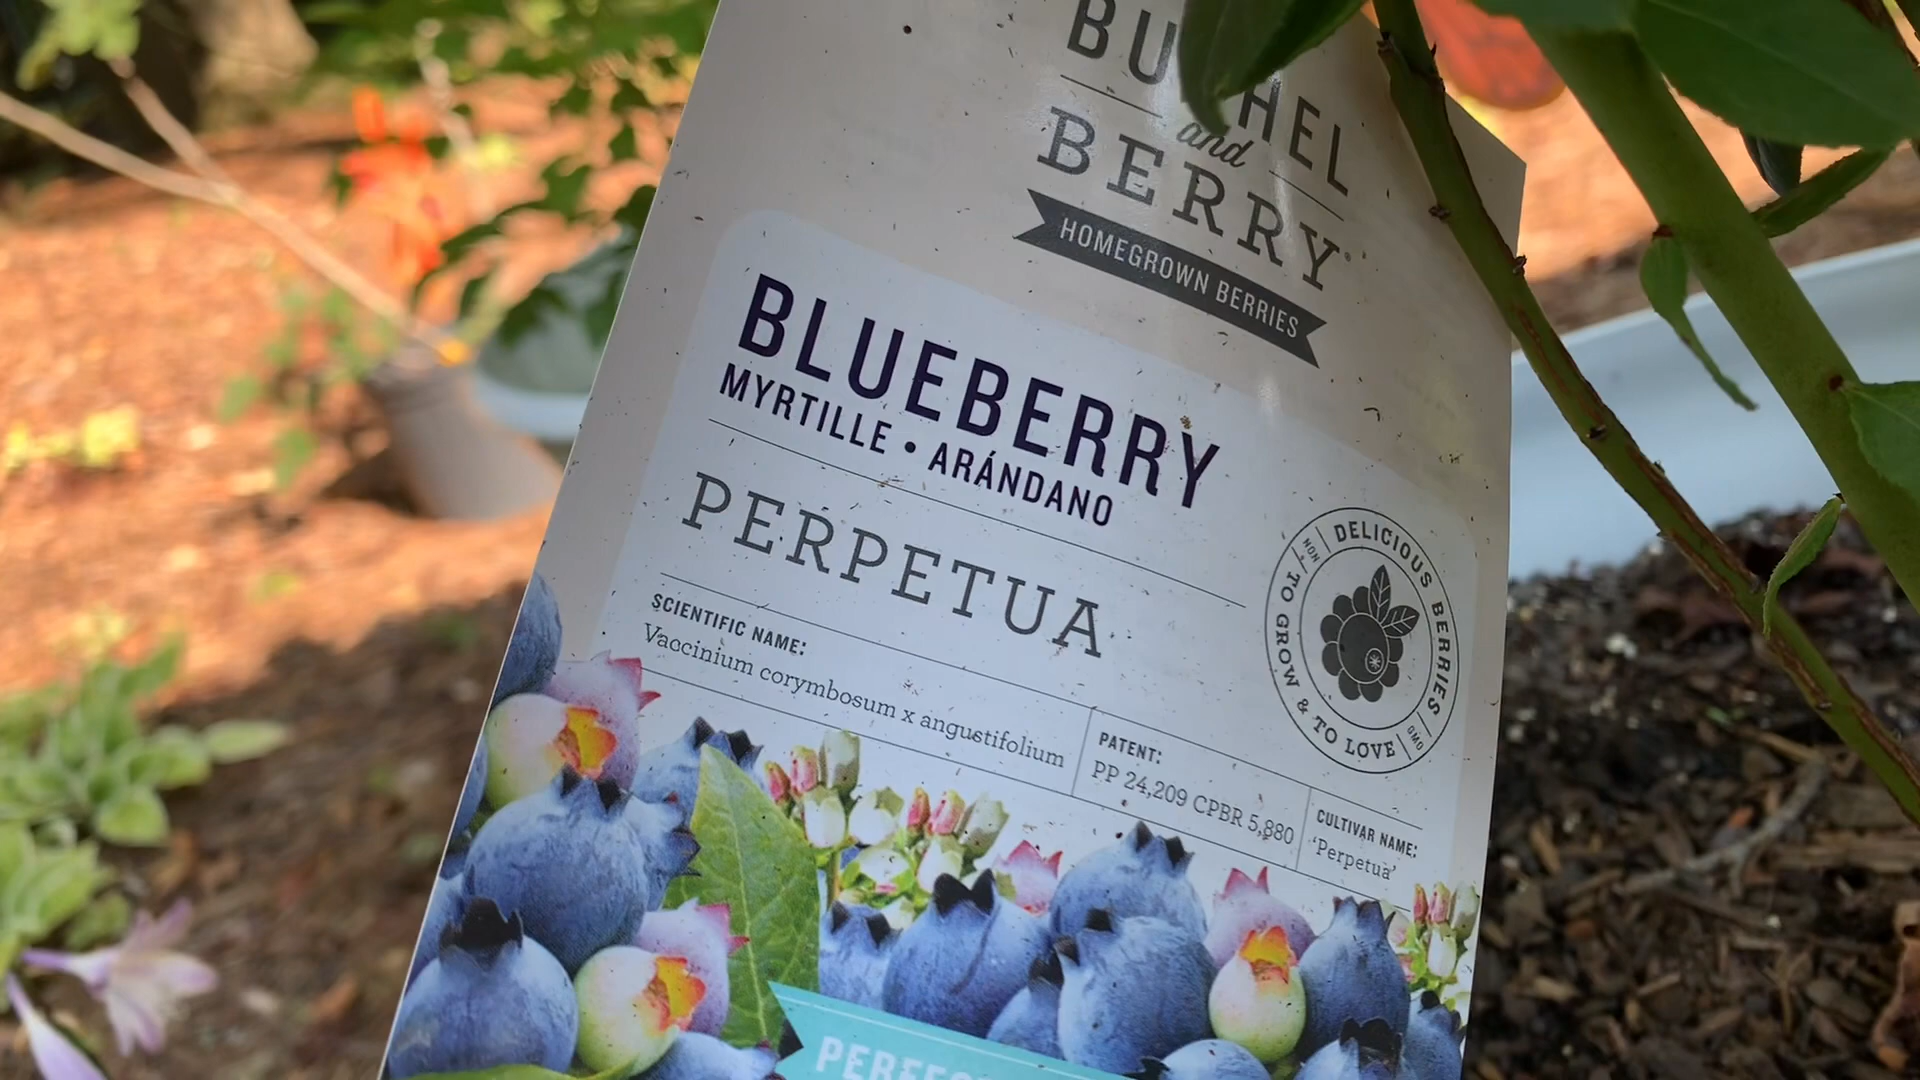 and
BERRY
HOMEGROWN BERRIES
BLUEBERRY
MYRTILLE • ARÁNDANO
PERPETUA
SCIENTIFIC NAME:
Vaccinium corymbosum x angustifolium
PATENT:
PP 24,209 CPBR 5,880
CULTIVAR NAME:
'Perpetua'
DELICIOUS BERRIES
TO GROW & TO LOVE
NON
GMO